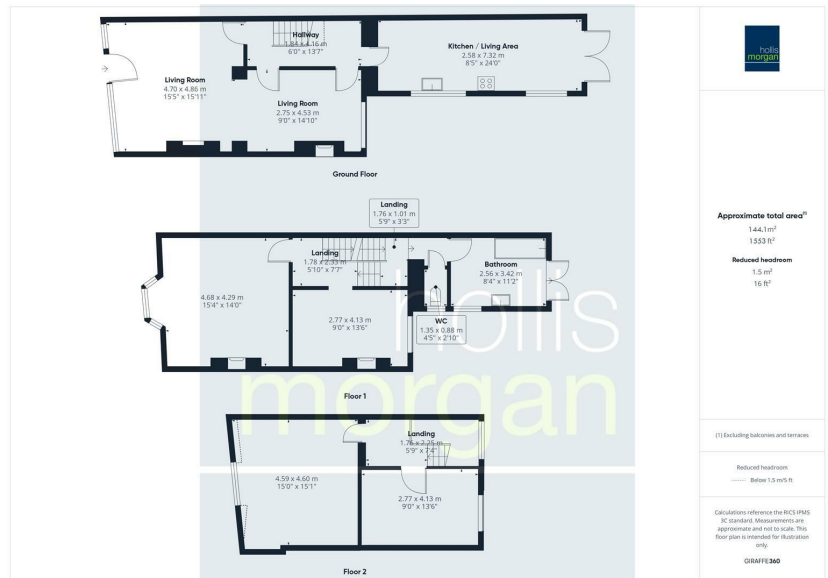 Hallway
1.84 x 4.16 m
6'0" x 13'7"
Kitchen / Living Area
2.58 x 7.32 m
8'5" x 24'0"
Living Room
4.70 x 4.86 m
15'5" x 15'11"
Living Room
2.75 x 4.53 m
9'0" x 14'10"
Ground Floor
Landing
1.76 x 1.01 m
5'9" x 3'3"
Landing
1.78 x 2.33 m
5'10" x 7'7"
Bathroom
2.56 x 3.42 m
8'4" x 11'2"
4.68 x 4.29 m
15'4" x 14'0"
2.77 x 4.13 m
9'0" x 13'6"
WC
1.35 x 0.88 m
4'5" x 2'10"
Floor 1
hollis
morgan
Landing
1.76 x 2.25 m
5'9" x 7'4"
4.59 x 4.60 m
15'0" x 15'1"
2.77 x 4.13 m
9'0" x 13'6"
Floor 2
hollis
morgan
Approximate total area(1)
144.1 m²
1553 ft²
Reduced headroom
1.5 m²
16 ft²
(1) Excluding balconies and terraces
Reduced headroom
Below 1.5 m/5 ft
Calculations reference the RICS IPMS
3C standard. Measurements are
approximate and not to scale. This
floor plan is intended for illustration
only.
GIRAFFE360